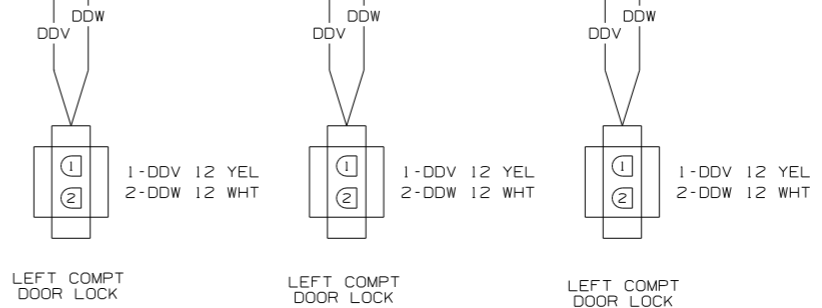 DDW
DDV
1
2
1-DDV 12 YEL
2-DDW 12 WHT
LEFT COMPT
DOOR LOCK
DDW
DDV
1
2
1-DDV 12 YEL
2-DDW 12 WHT
LEFT COMPT
DOOR LOCK
DDW
DDV
1
2
1-DDV 12 YEL
2-DDW 12 WHT
LEFT COMPT
DOOR LOCK